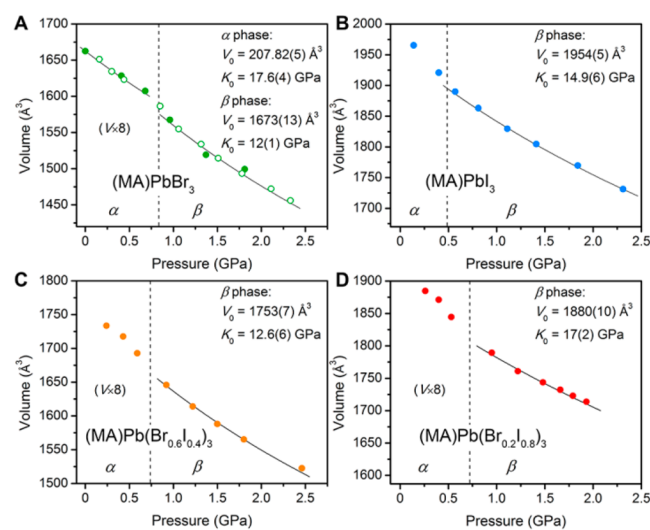 A
α phase:
V₀ = 207.82(5) Å³
K₀ = 17.6(4) GPa
β phase:
V₀ = 1673(13) Å³
K₀ = 12(1) GPa
(V×8)
(MA)PbBr₃
α
β
Volume (Å³)
1700
1650
1600
1550
1500
1450
0.0 0.5 1.0 1.5 2.0 2.5
Pressure (GPa)
B
β phase:
V₀ = 1954(5) Å³
K₀ = 14.9(6) GPa
(MA)PbI₃
α
β
Volume (Å³)
2000
1950
1900
1850
1800
1750
1700
0.0 0.5 1.0 1.5 2.0 2.5
Pressure (GPa)
C
β phase:
V₀ = 1753(7) Å³
K₀ = 12.6(6) GPa
(V×8)
(MA)Pb(Br₀.₆I₀.₄)₃
α
β
Volume (Å³)
1800
1750
1700
1650
1600
1550
1500
0.0 0.5 1.0 1.5 2.0 2.5
Pressure (GPa)
D
β phase:
V₀ = 1880(10) Å³
K₀ = 17(2) GPa
(V×8)
(MA)Pb(Br₀.₂I₀.₈)₃
α
β
Volume (Å³)
1900
1850
1800
1750
1700
1650
1600
0.0 0.5 1.0 1.5 2.0 2.5
Pressure (GPa)